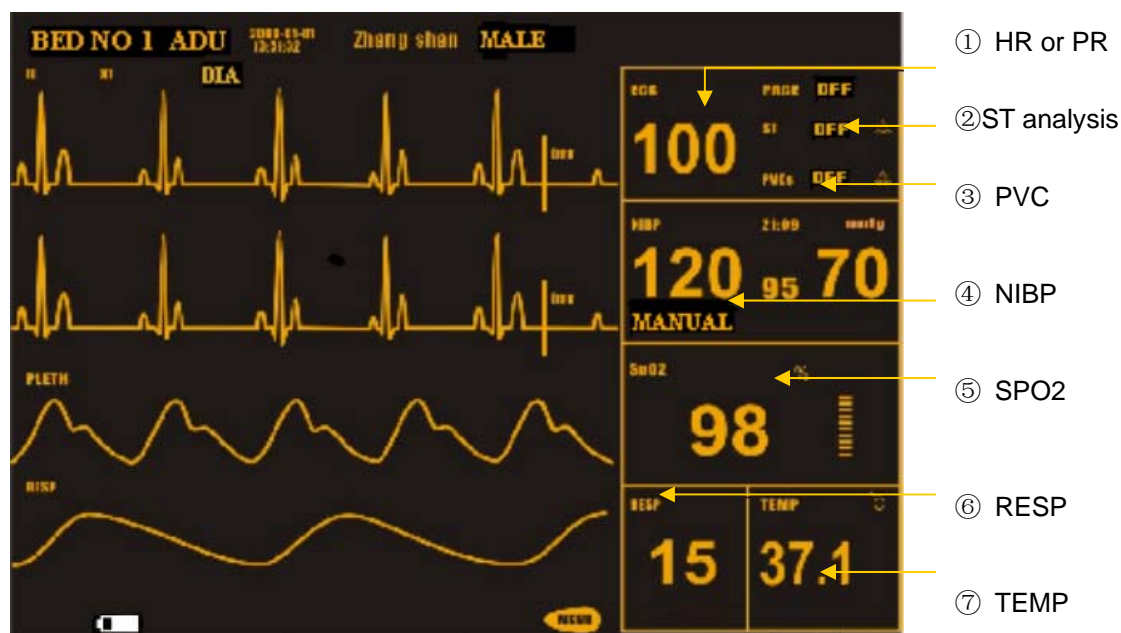 BED NO 1 ADU
Zhang shan MALE
II
DIA
ECG
PACE OFF
100
ST OFF
PVCs OFF
NIBP 21:09
120 95 70
MANUAL
PLETH
SpO2 %
98
RESP
RESP
15
TEMP
37.1
MENU
① HR or PR
②ST analysis
③ PVC
④ NIBP
⑤ SPO2
⑥ RESP
⑦ TEMP